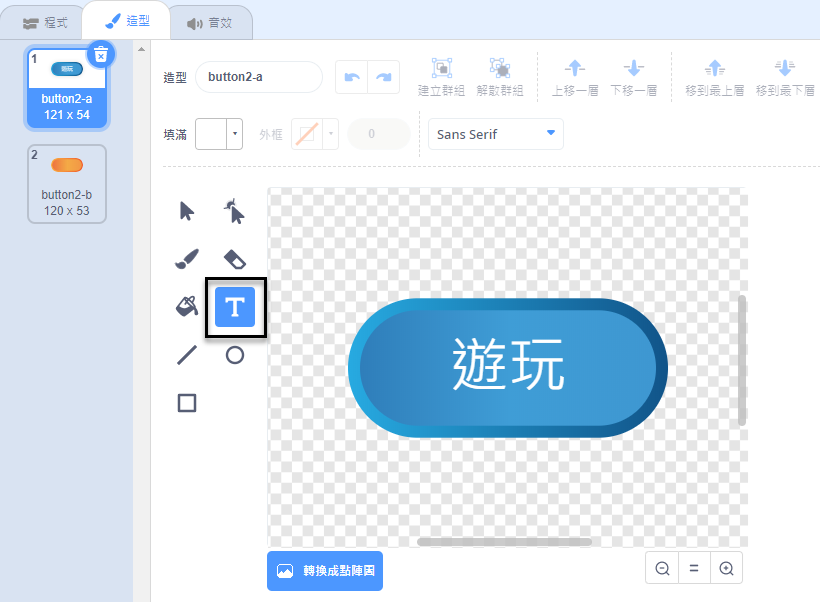 程式 造型 音效
1
遊玩
button2-a
121 x 54
2
button2-b
120 x 53
造型 button2-a
建立群組 解散群組 上移一層 下移一層 移到最上層 移到最下層
填滿 外框 0 Sans Serif
T
遊玩
轉換成點陣圖